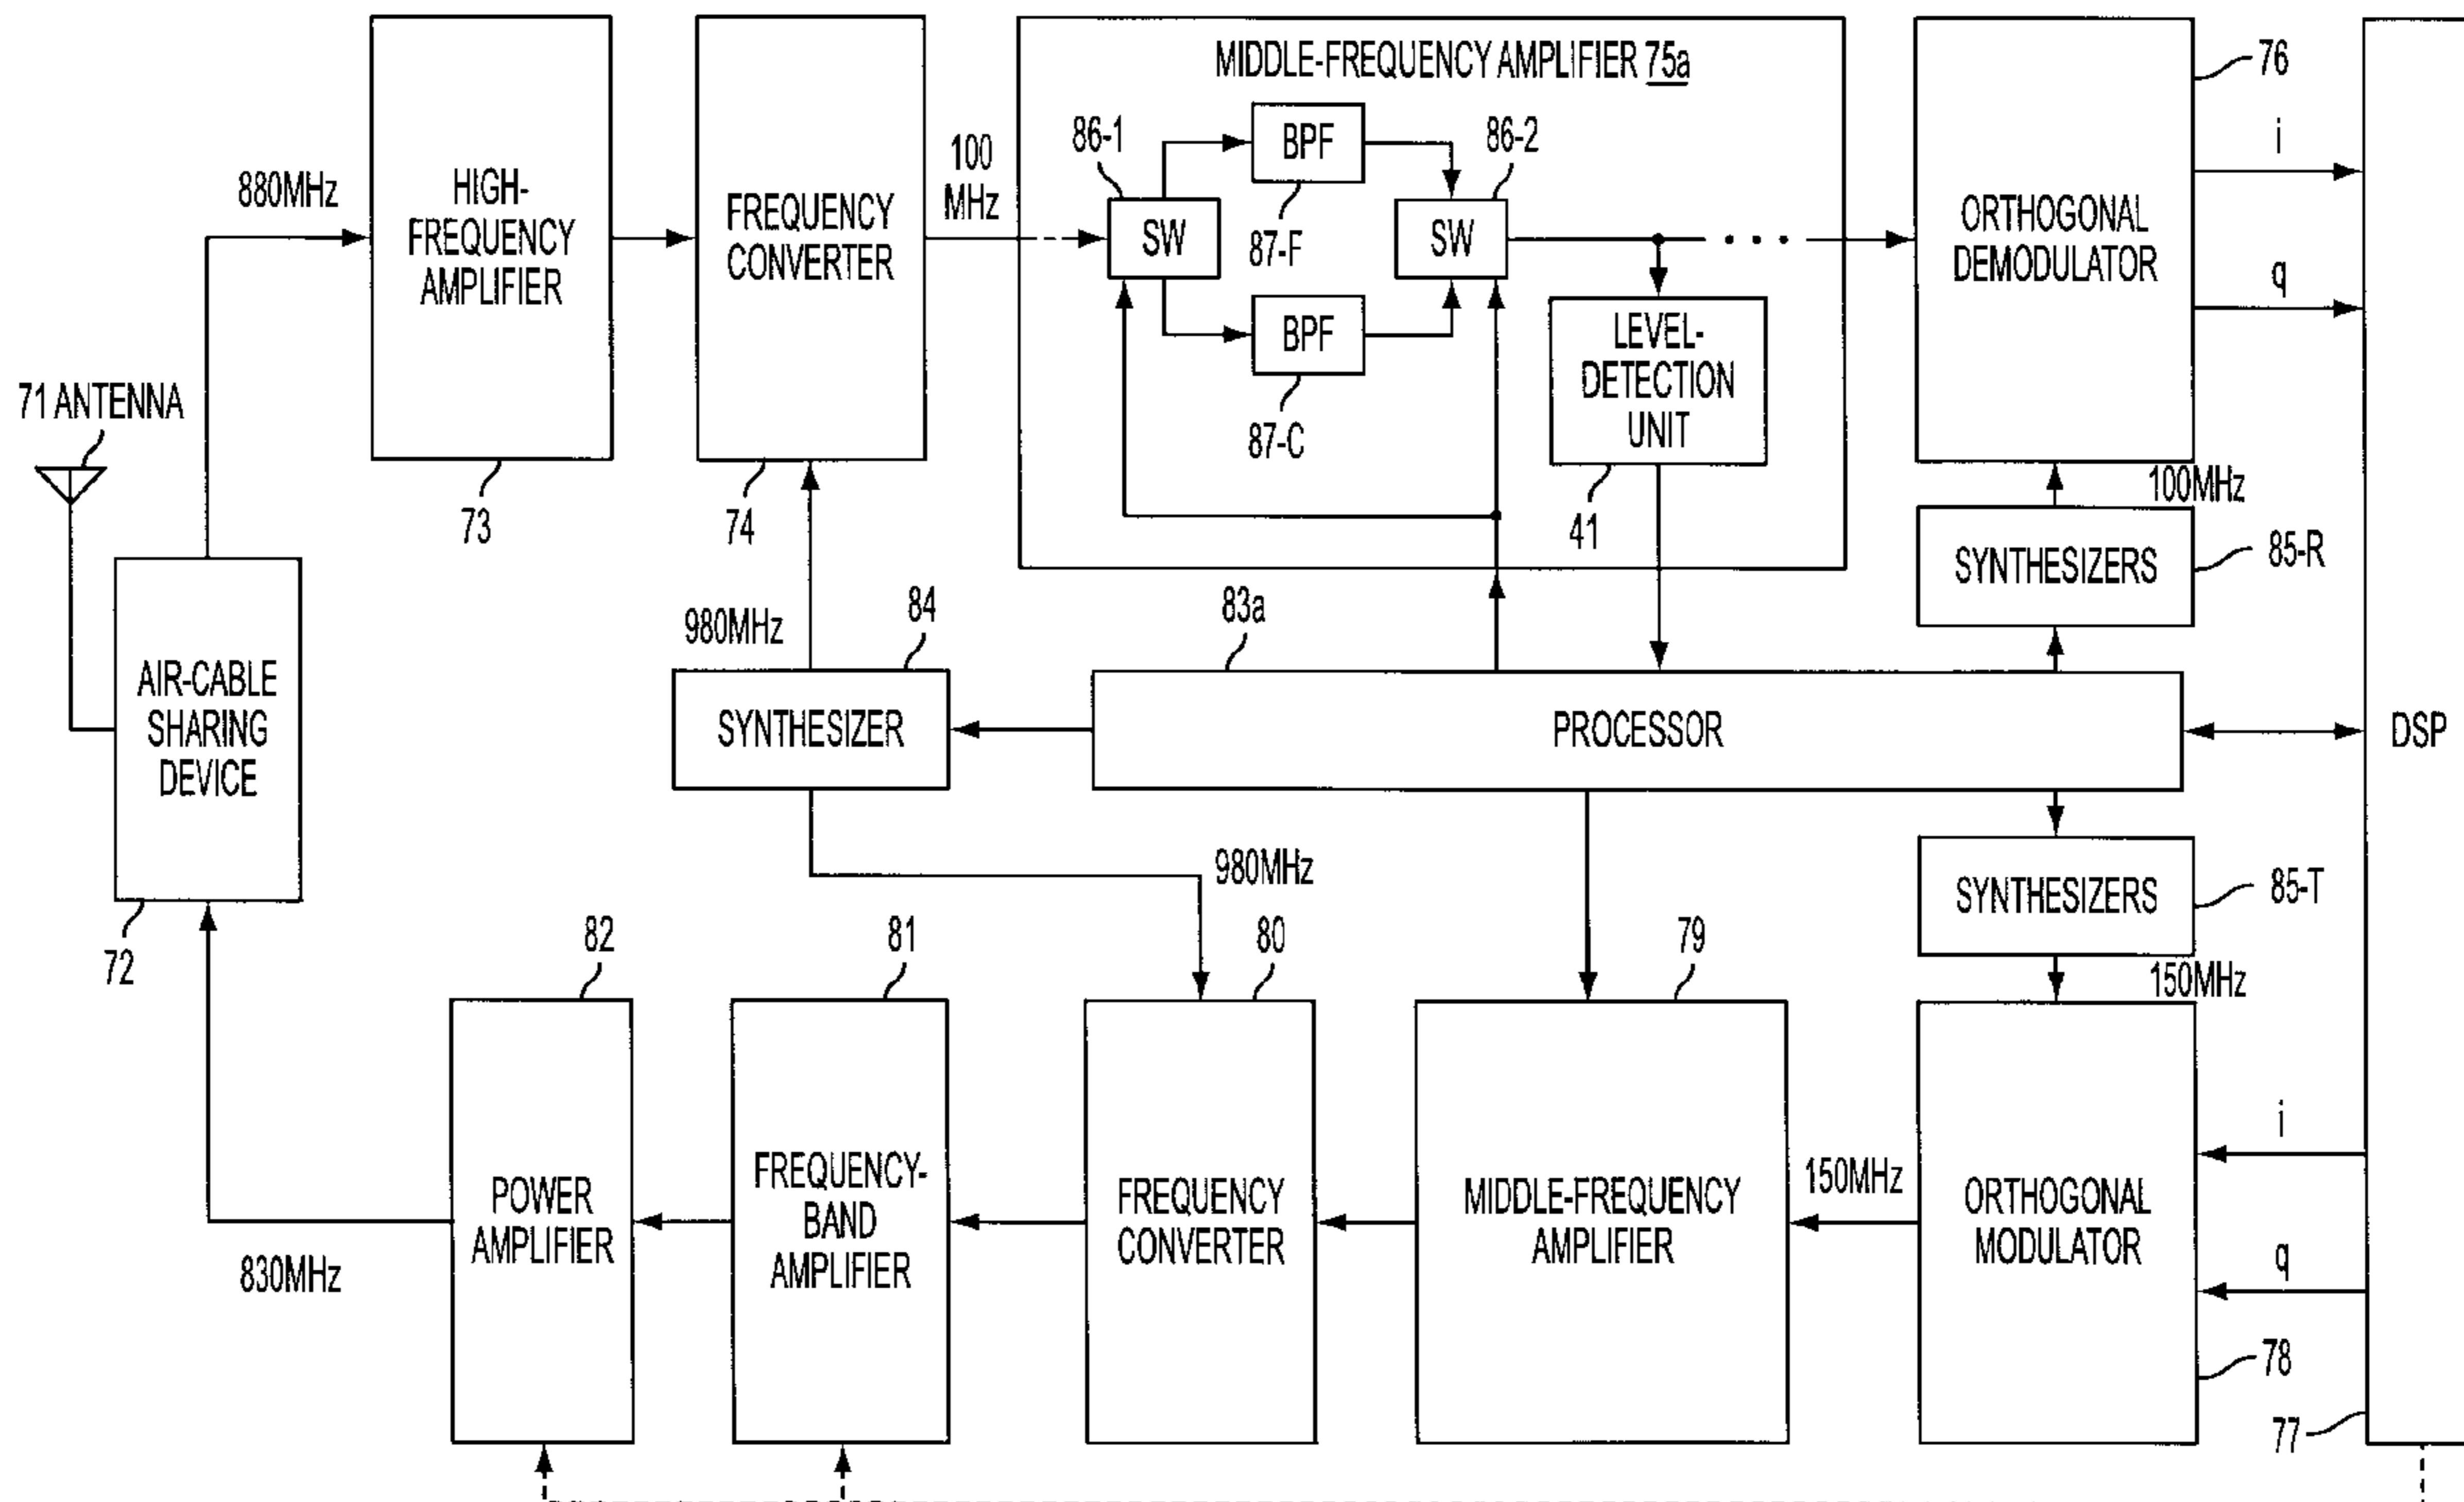 MIDDLE-FREQUENCY AMPLIFIER 75a
76
86-1
BPF
86-2
i
100
MHz
880MHz
HIGH-
FREQUENCY
AMPLIFIER
FREQUENCY
CONVERTER
SW
87-F
SW
ORTHOGONAL
DEMODULATOR
q
BPF
LEVEL-
DETECTION
UNIT
71 ANTENNA
87-C
73
74
41
100MHz
SYNTHESIZERS
85-R
980MHz
84
83a
AIR-CABLE
SHARING
DEVICE
SYNTHESIZER
PROCESSOR
DSP
980MHz
SYNTHESIZERS
85-T
72
82
81
80
79
150MHz
i
POWER
AMPLIFIER
FREQUENCY-
BAND
AMPLIFIER
FREQUENCY
CONVERTER
MIDDLE-FREQUENCY
AMPLIFIER
150MHz
ORTHOGONAL
MODULATOR
q
830MHz
78
77